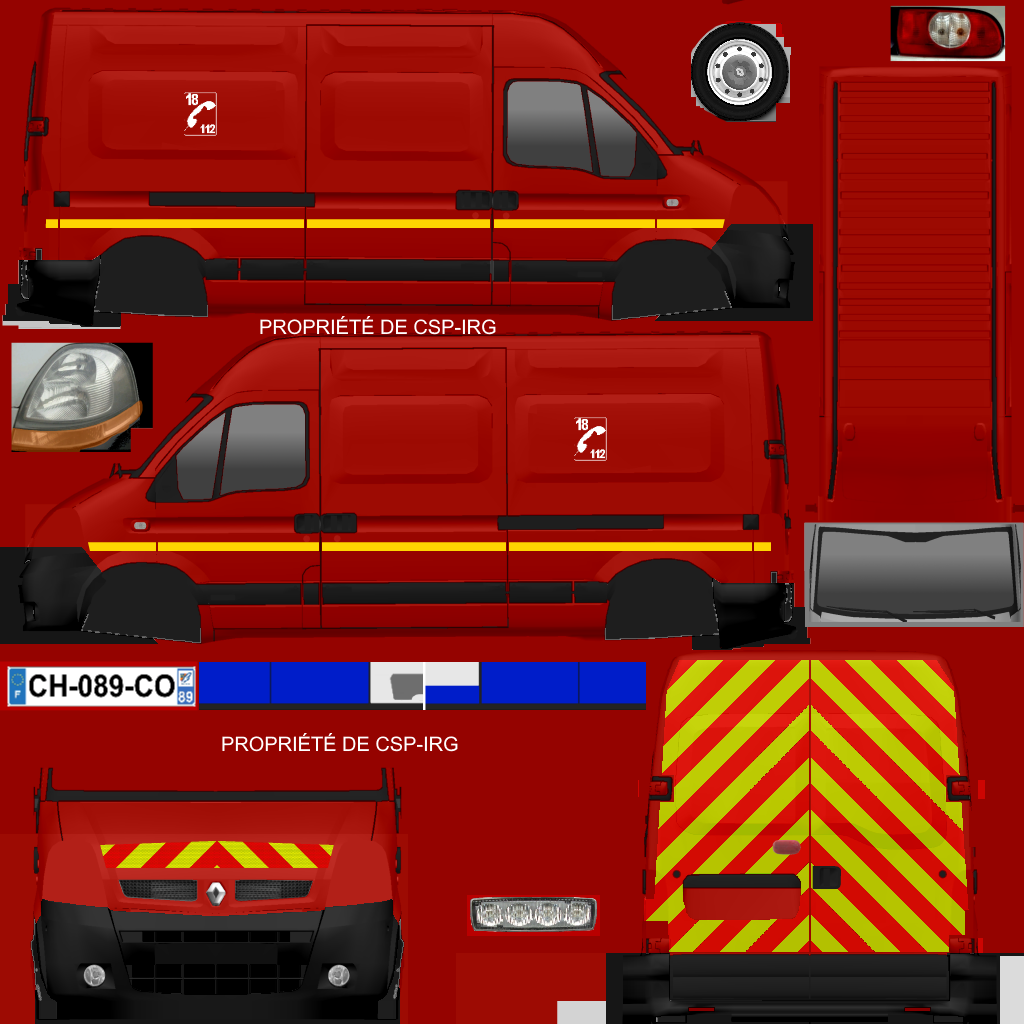 18
112
PROPRIÉTÉ DE CSP-IRG
18
112
F CH-089-CO 89
PROPRIÉTÉ DE CSP-IRG